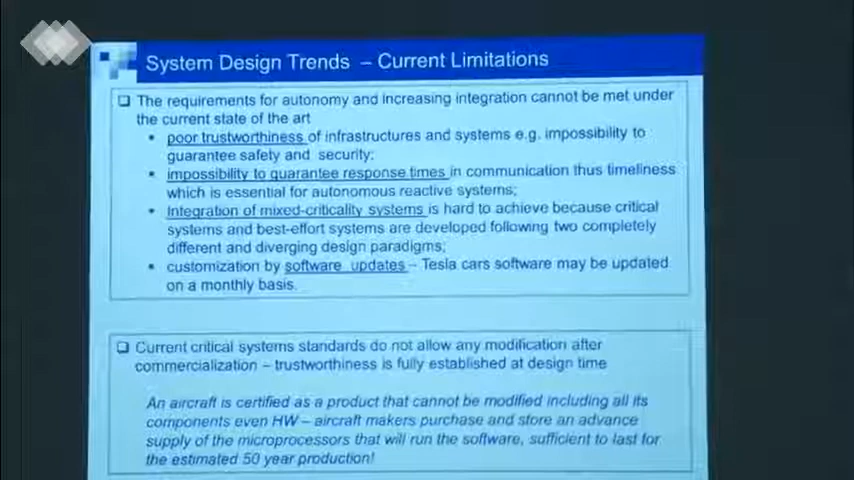 System Design Trends – Current Limitations
❑ The requirements for autonomy and increasing integration cannot be met under
the current state of the art
▪ poor trustworthiness of infrastructures and systems e.g. impossibility to
guarantee safety and security;
▪ impossibility to guarantee response times in communication thus timeliness
which is essential for autonomous reactive systems;
▪ Integration of mixed-criticality systems is hard to achieve because critical
systems and best-effort systems are developed following two completely
different and diverging design paradigms;
▪ customization by software updates – Tesla cars software may be updated
on a monthly basis.
❑ Current critical systems standards do not allow any modification after
commercialization – trustworthiness is fully established at design time
An aircraft is certified as a product that cannot be modified including all its
components even HW – aircraft makers purchase and store an advance
supply of the microprocessors that will run the software, sufficient to last for
the estimated 50 year production!